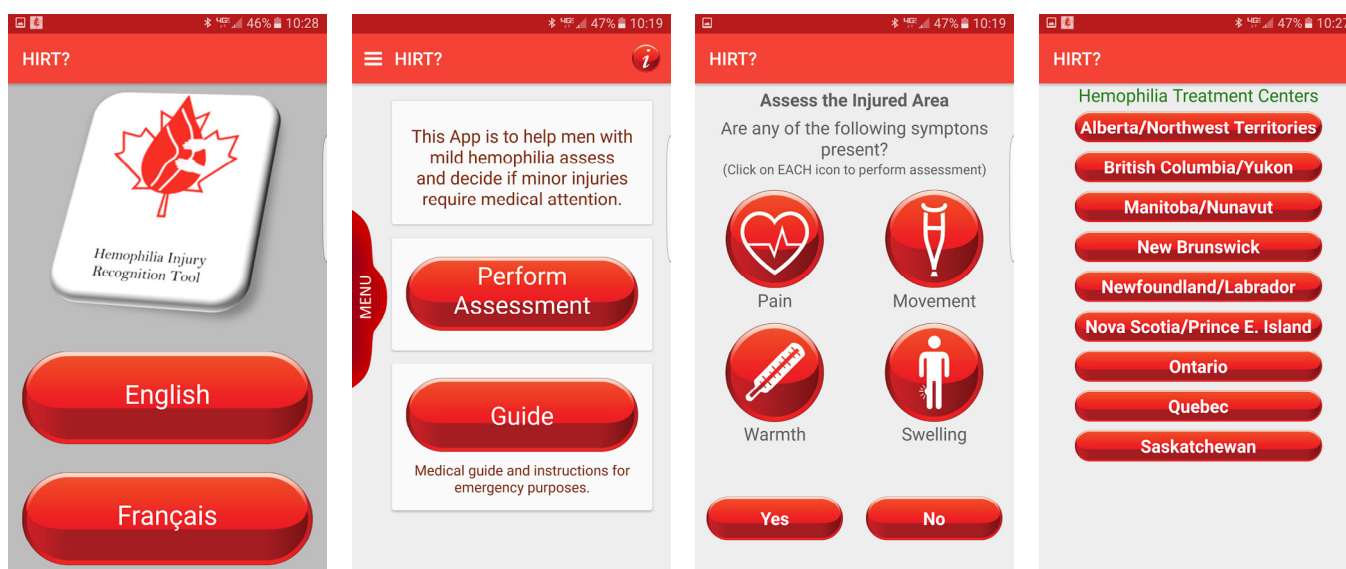 46% 10:28
HIRT?
Hemophilia Injury
Recognition Tool
English
Français
47% 10:19
HIRT?
This App is to help men with
mild hemophilia assess
and decide if minor injuries
require medical attention.
MENU
Perform
Assessment
Guide
Medical guide and instructions for
emergency purposes.
47% 10:19
HIRT?
Assess the Injured Area
Are any of the following symptons
present?
(Click on EACH icon to perform assessment)
Pain
Movement
Warmth
Swelling
Yes
No
47% 10:27
HIRT?
Hemophilia Treatment Centers
Alberta/Northwest Territories
British Columbia/Yukon
Manitoba/Nunavut
New Brunswick
Newfoundland/Labrador
Nova Scotia/Prince E. Island
Ontario
Quebec
Saskatchewan